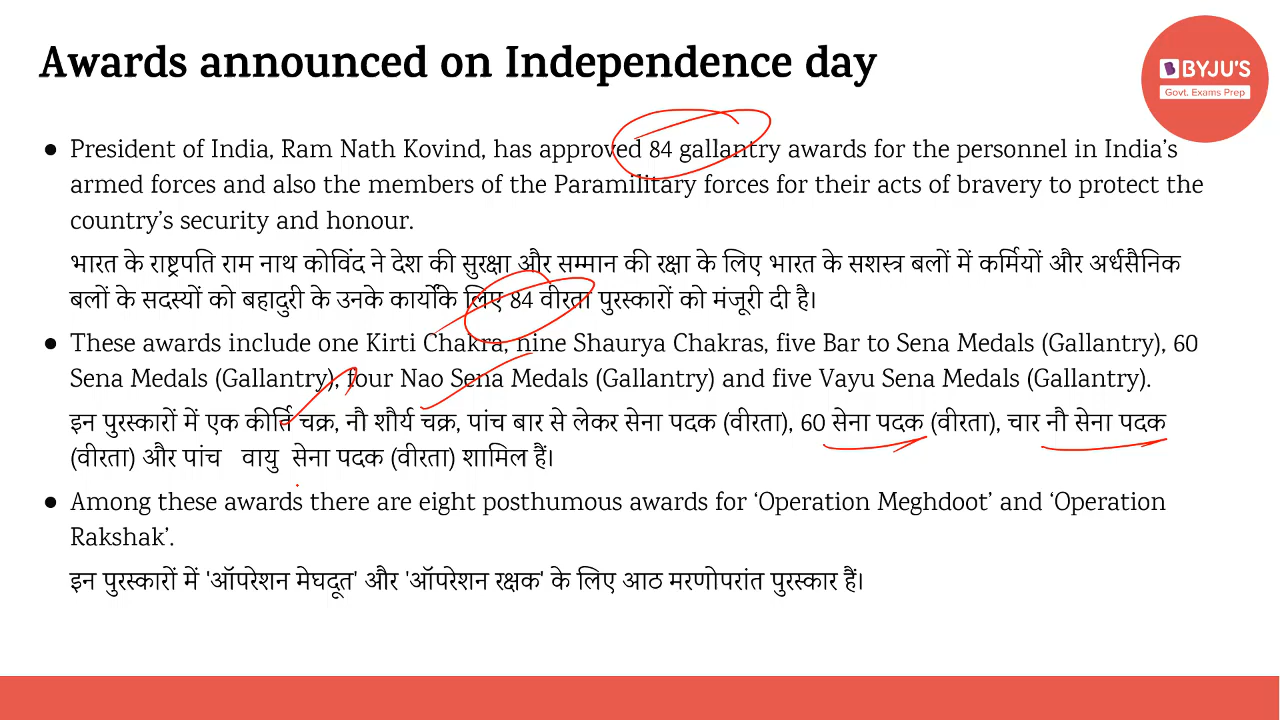 Awards announced on Independence day
BYJU'S
Govt. Exams Prep
● President of India, Ram Nath Kovind, has approved 84 gallantry awards for the personnel in India's
armed forces and also the members of the Paramilitary forces for their acts of bravery to protect the
country's security and honour.
भारत के राष्ट्रपति राम नाथ कोविंद ने देश की सुरक्षा और सम्मान की रक्षा के लिए भारत के सशस्त्र बलों में कर्मियों और अर्धसैनिक
बलों के सदस्यों को बहादुरी के उनके कार्योंके लिए 84 वीरता पुरस्कारों को मंजूरी दी है।
● These awards include one Kirti Chakra, nine Shaurya Chakras, five Bar to Sena Medals (Gallantry), 60
Sena Medals (Gallantry), four Nao Sena Medals (Gallantry) and five Vayu Sena Medals (Gallantry).
इन पुरस्कारों में एक कीर्ति चक्र, नौ शौर्य चक्र, पांच बार से लेकर सेना पदक (वीरता), 60 सेना पदक (वीरता), चार नौ सेना पदक
(वीरता) और पांच वायु सेना पदक (वीरता) शामिल हैं।
● Among these awards there are eight posthumous awards for ‘Operation Meghdoot’ and ‘Operation
Rakshak’.
इन पुरस्कारों में 'ऑपरेशन मेघदूत' और 'ऑपरेशन रक्षक' के लिए आठ मरणोपरांत पुरस्कार हैं।